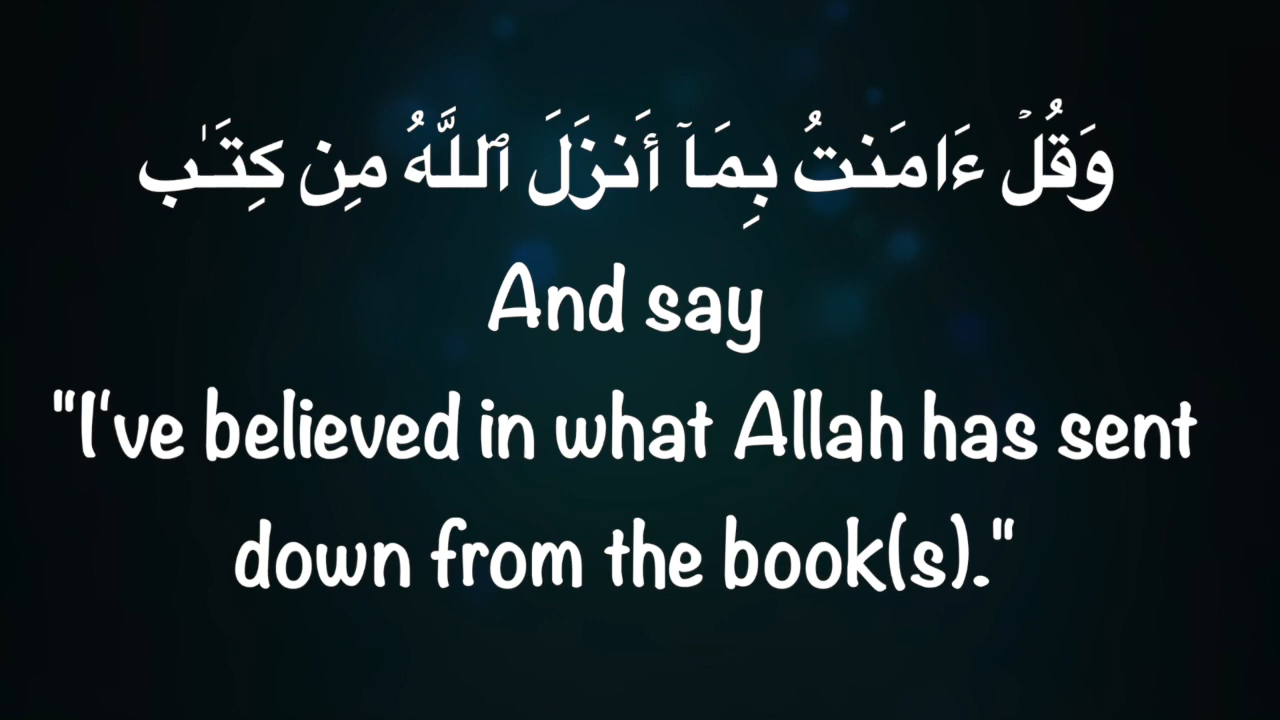 وَقُلۡ ءَامَنتُ بِمَآ أَنزَلَ ٱللَّهُ مِن كِتَـٰب
And say
"I've believed in what Allah has sent
down from the book(s)."